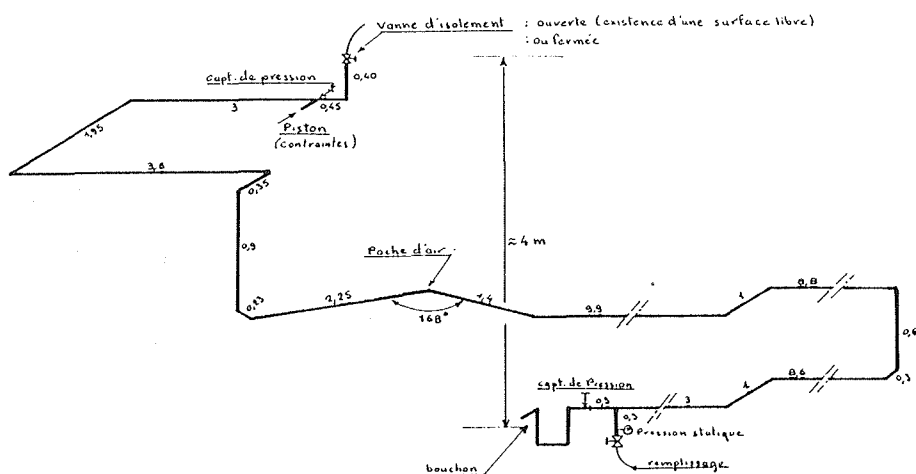 Vanne d'isolement : ouverte (existence d'une surface libre)
: ou fermée
capt. de pression
0,40
3
0,45
Piston
(contraintes)
1,95
3,6
0,35
0,9
≈ 4 m
Poche d'air
0,23
2,25
168°
1,4
9,9
1
9,8
0,6
0,3
8,6
1
capt. de Pression
0,5
3
0,3
Pression statique
bouchon
remplissage